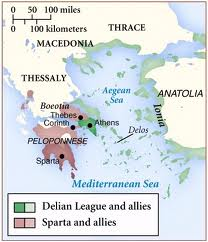 0 50 100 miles
0 100 kilometers
THRACE
MACEDONIA
THESSALY
Aegean
Sea
ANATOLIA
Boeotia
Thebes
Corinth
Athens
Ionia
PELOPONNESE
Delos
Sparta
Mediterranean Sea
Delian League and allies
Sparta and allies